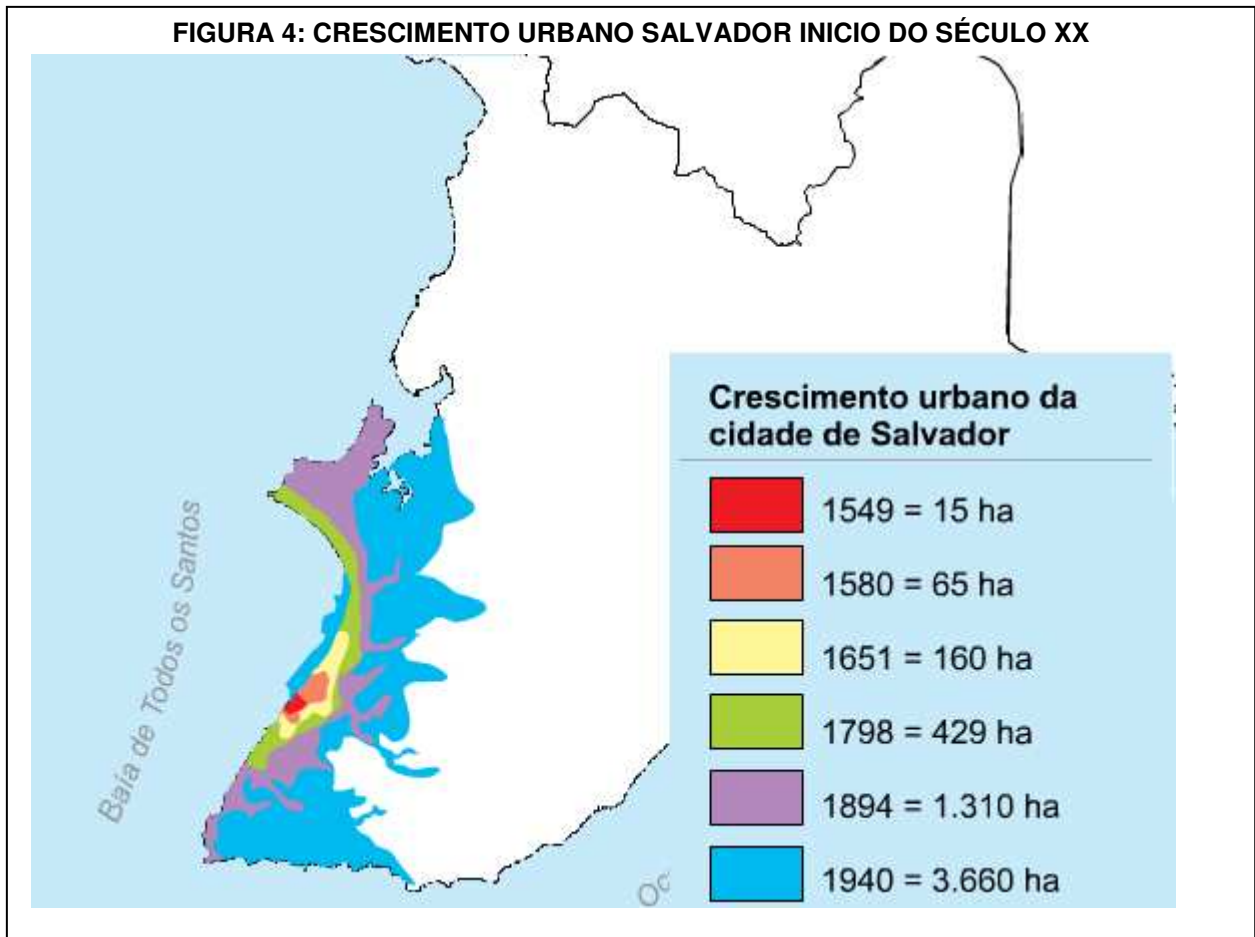 FIGURA 4: CRESCIMENTO URBANO SALVADOR INICIO DO SÉCULO XX
Baía de Todos os Santos
Crescimento urbano da
cidade de Salvador
1549 = 15 ha
1580 = 65 ha
1651 = 160 ha
1798 = 429 ha
1894 = 1.310 ha
1940 = 3.660 ha